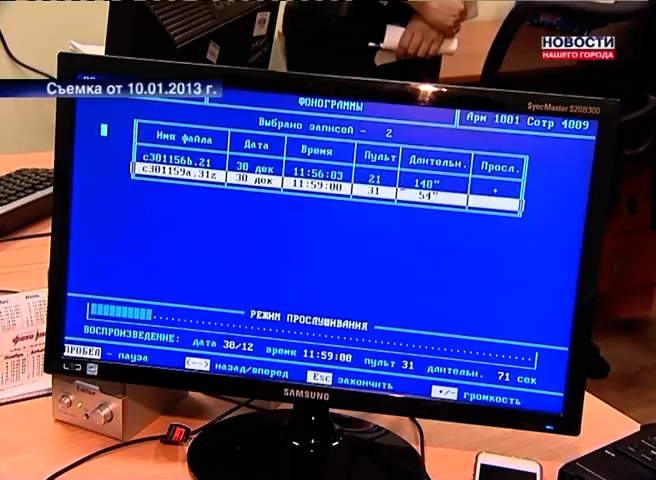 НОВОСТИ
НАШЕГО ГОРОДА
Съемка от 10.01.2013 г.
SyncMaster S20B300
ФОНОГРАММЫ
Арм 1001 Сотр 4009
Выбрано записей - 2
Имя файла Дата Время Пульт Длительн. Просл.
c301156b.21 30 дек 11:56:03 21 148" +
c301159a.31z 30 дек 11:59:00 31 54"
РЕЖИМ ПРОСЛУШИВАНИЯ
ВОСПРОИЗВЕДЕНИЕ: дата 30/12 время 11:59:00 пульт 31 длительн. 71 сек
ПРОБЕЛ - пауза <--> назад/вперед Esc закончить +/- громкость
SAMSUNG